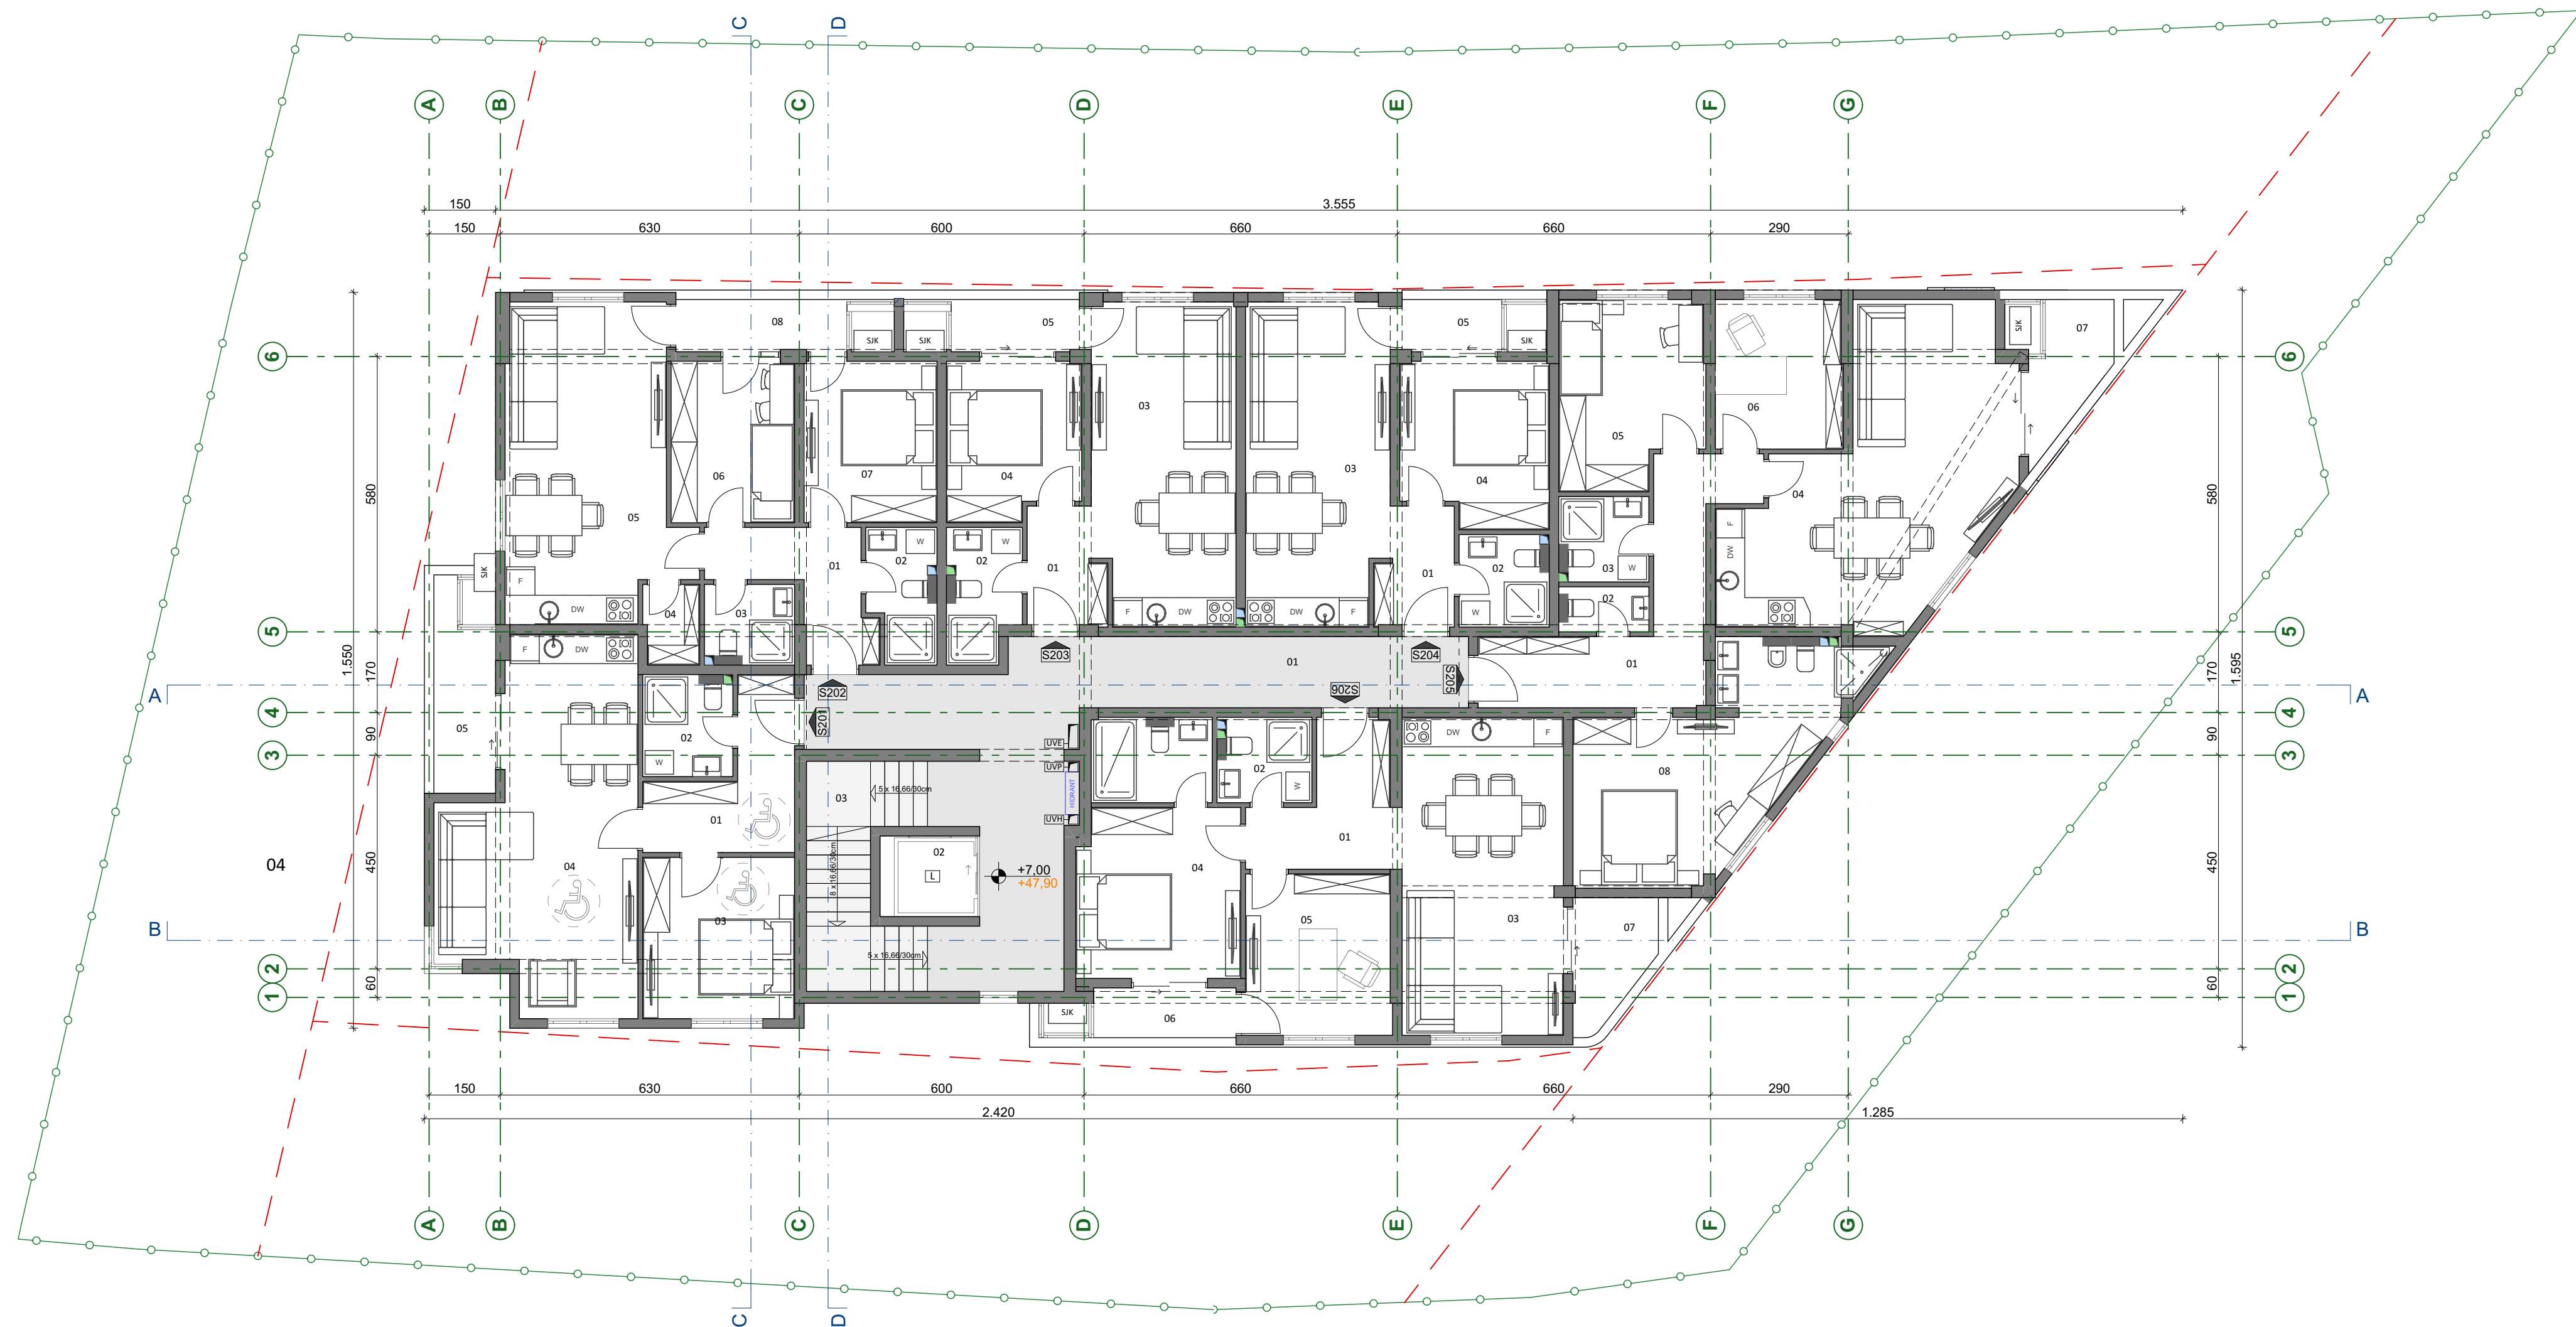 C D
A B C D E F G
150 3.555
150 630 600 660 660 290
08 SJK SJK 05 05 SJK SJK 07
6 6
03 06
07 04 03 04 05 04
580 06 05 580
SJK 01 W 02 02 W 01 01 02 03 W
F DW 04 03 F DW DW F W 02 F DW
5 5
1.550 170 F DW S203 01 S204 01 170 1.595
A S202 S206 S205 A
4 S201 4
90 05 02 W UVE DW F 90
3 3
UVP 02 W 08
03 5 x 16,66/30cm HIDRANT
01 UVH 01
04 450 04 02 04 450
8 x 16,66/30cm L +7,00
+47,90
03 05 03 07
B B
5 x 16,66/30cm
2 2
60 60
1 1
SJK 06
150 630 600 660 660 290
2.420 1.285
A B C D E F G
C D